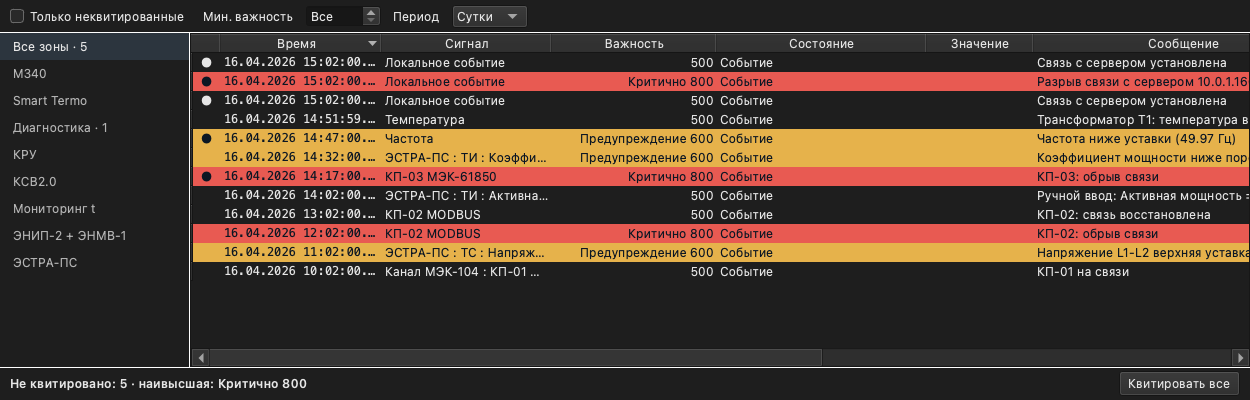 Только неквитированные Мин. важность Все Период Сутки
Все зоны · 5
М340
Smart Termo
Диагностика · 1
КРУ
КСВ2.0
Мониторинг t
ЭНИП-2 + ЭНМВ-1
ЭСТРА-ПС
Время Сигнал Важность Состояние Значение Сообщение
16.04.2026 15:02:00.… Локальное событие 500 Событие Связь с сервером установлена
16.04.2026 15:02:00.… Локальное событие Критично 800 Событие Разрыв связи с сервером 10.0.1.16
16.04.2026 15:02:00.… Локальное событие 500 Событие Связь с сервером установлена
16.04.2026 14:51:59.… Температура 500 Событие Трансформатор Т1: температура в
16.04.2026 14:47:00.… Частота Предупреждение 600 Событие Частота ниже уставки (49.97 Гц)
16.04.2026 14:32:00.… ЭСТРА-ПС : ТИ : Коэффи… Предупреждение 600 Событие Коэффициент мощности ниже пор
16.04.2026 14:17:00.… КП-03 МЭК-61850 Критично 800 Событие КП-03: обрыв связи
16.04.2026 14:02:00.… ЭСТРА-ПС : ТИ : Активна… 500 Событие Ручной ввод: Активная мощность =
16.04.2026 13:02:00.… КП-02 MODBUS 500 Событие КП-02: связь восстановлена
16.04.2026 12:02:00.… КП-02 MODBUS Критично 800 Событие КП-02: обрыв связи
16.04.2026 11:02:00.… ЭСТРА-ПС : ТС : Напряж… Предупреждение 600 Событие Напряжение L1-L2 верхняя уставка
16.04.2026 10:02:00.… Канал МЭК-104 : КП-01 … 500 Событие КП-01 на связи
Не квитировано: 5 · наивысшая: Критично 800 Квитировать все